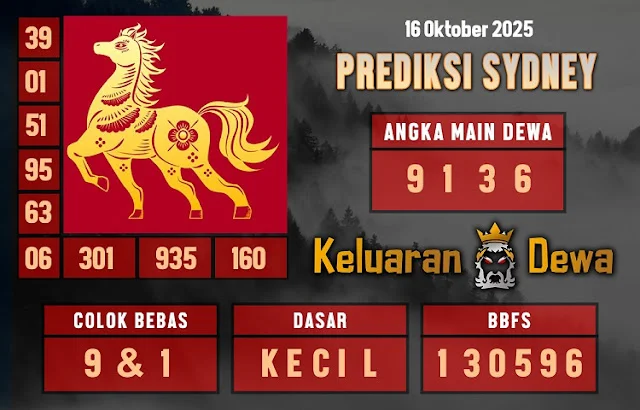 16 Oktober 2025
PREDIKSI SYDNEY
ANGKA MAIN DEWA
9 1 3 6
39
01
51
95
63
06 301 935 160
Keluaran Dewa
COLOK BEBAS
9 & 1
DASAR
KECIL
BBFS
130596